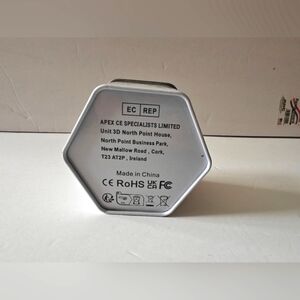 EC REP
APEX CE SPECIALISTS LIMITED
Unit 3D North Point House,
North Point Business Park,
New Mallow Road , Cork,
T23 AT2P , Ireland
Made in China
CE RoHS UK CA FC